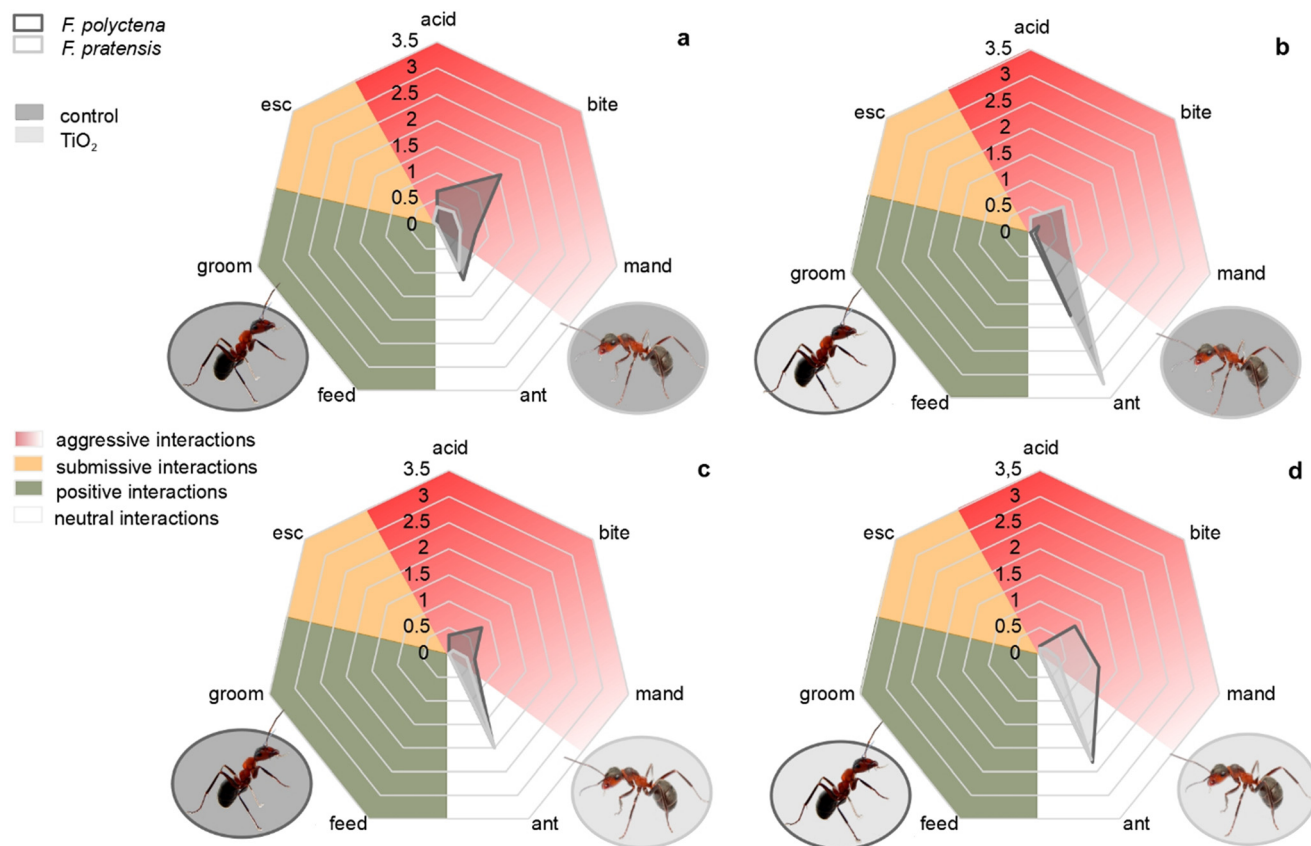 F. polyctena
F. pratensis
control
TiO₂
a
acid
3.5
3
2.5
2
1.5
1
0.5
0
esc
bite
groom
mand
feed
ant
b
acid
3.5
3
2.5
2
1.5
1
0.5
0
esc
bite
groom
mand
feed
ant
aggressive interactions
submissive interactions
positive interactions
neutral interactions
c
acid
3.5
3
2.5
2
1.5
1
0.5
0
esc
bite
groom
mand
feed
ant
d
acid
3,5
3
2.5
2
1.5
1
0.5
0
esc
bite
groom
mand
feed
ant